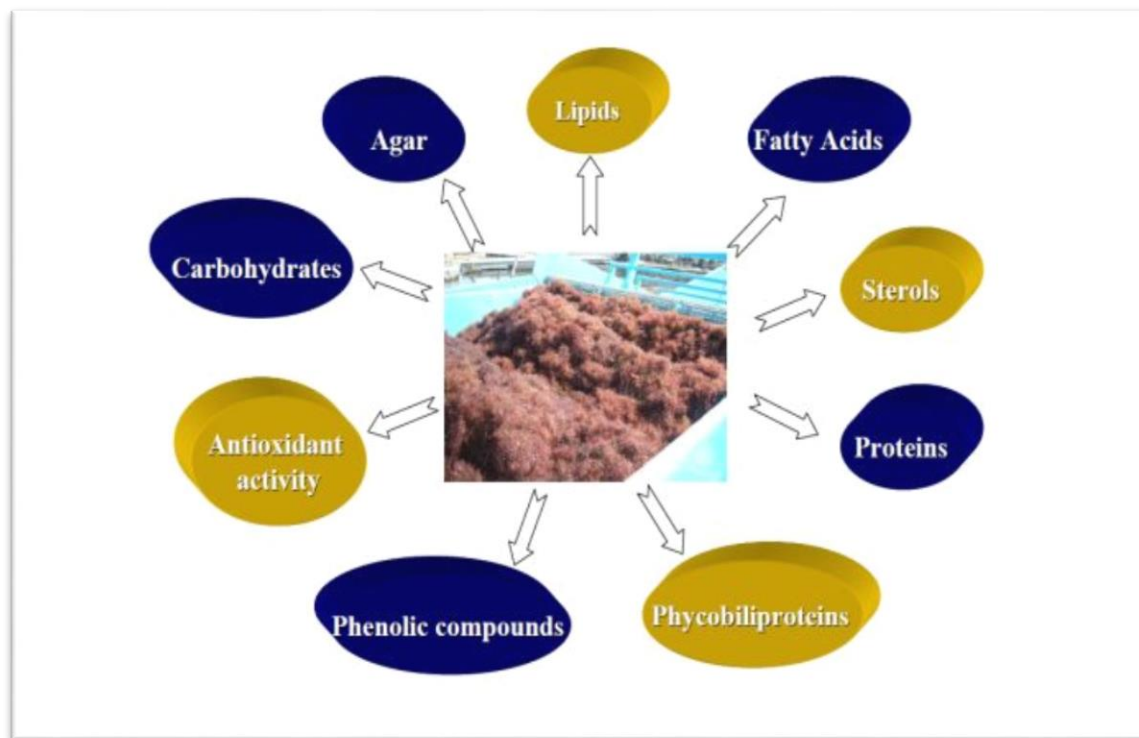 Lipids
Agar
Fatty Acids
Carbohydrates
Sterols
Antioxidant
activity
Proteins
Phenolic compounds
Phycobiliproteins